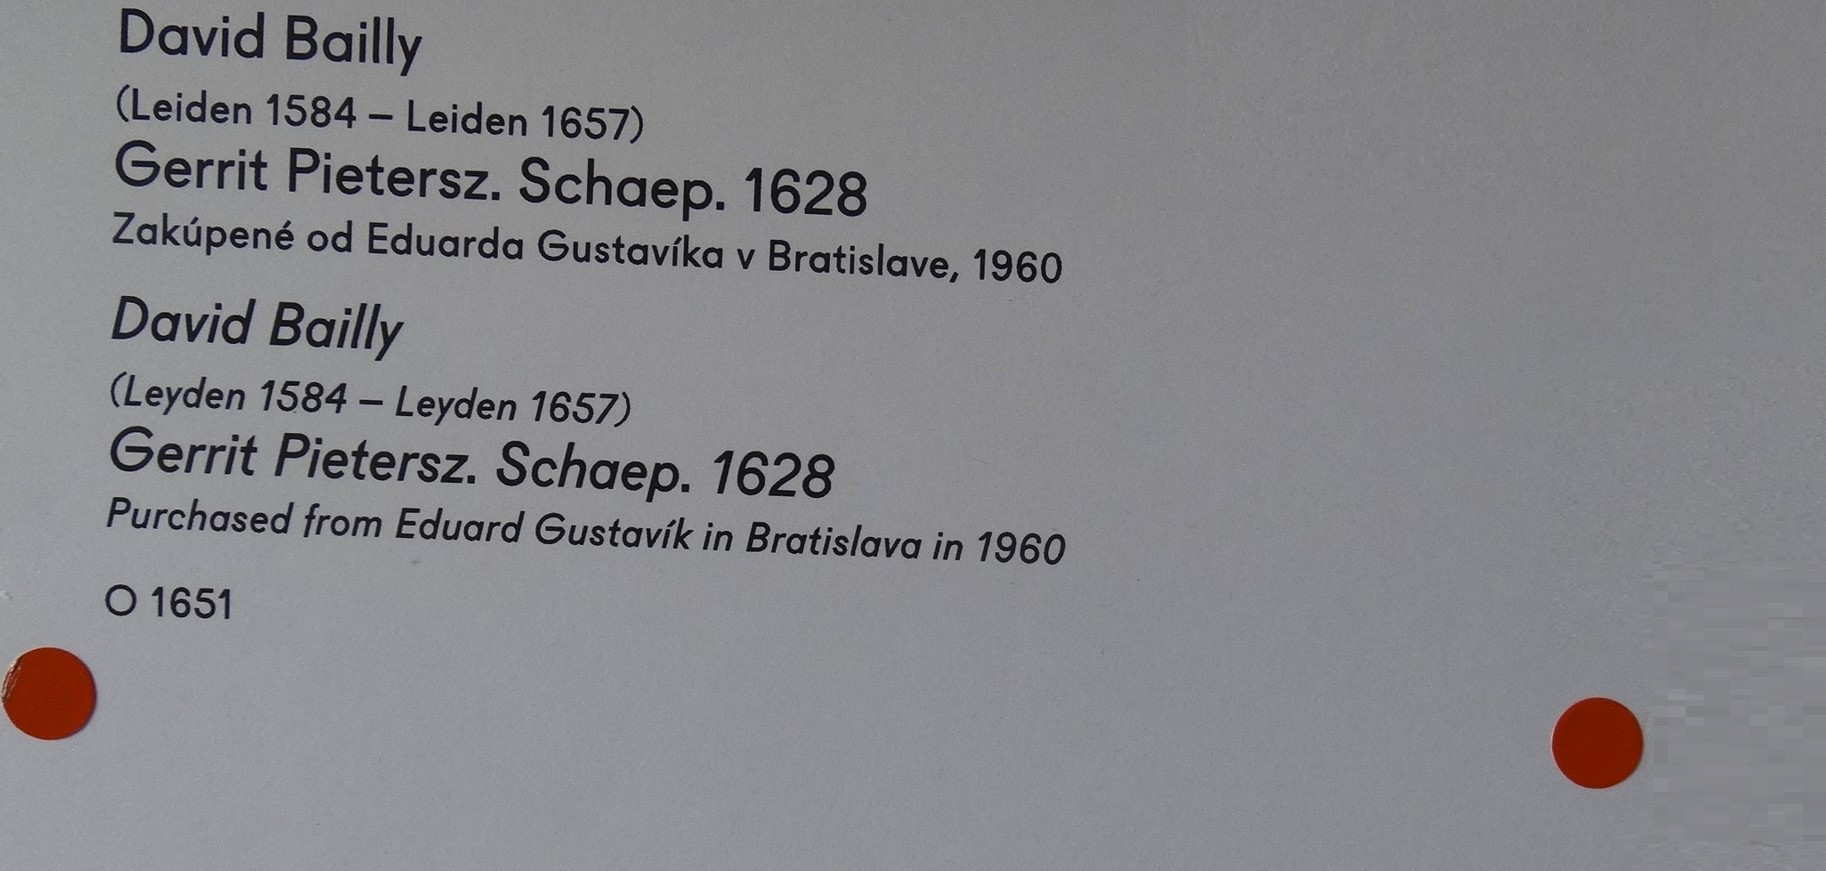 David Bailly
(Leiden 1584 – Leiden 1657)
Gerrit Pietersz. Schaep. 1628
Zakúpené od Eduarda Gustavíka v Bratislave, 1960
David Bailly
(Leyden 1584 – Leyden 1657)
Gerrit Pietersz. Schaep. 1628
Purchased from Eduard Gustavík in Bratislava in 1960
O 1651